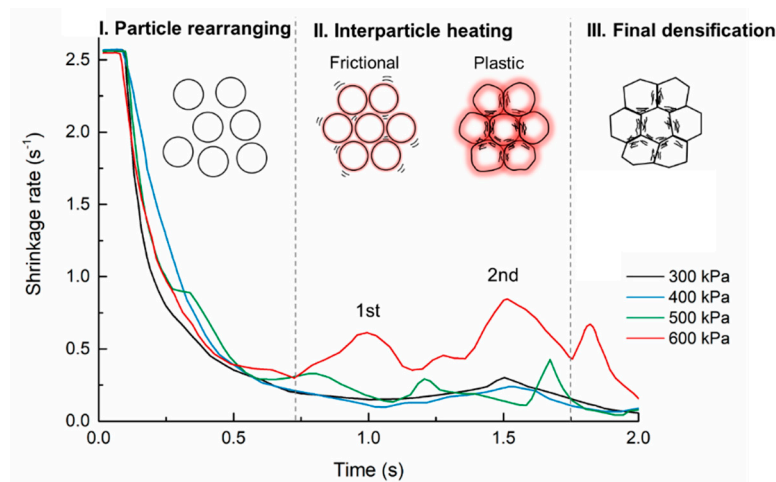 I. Particle rearranging
II. Interparticle heating
III. Final densification
Frictional
Plastic
2.5
2.0
1.5
1.0
0.5
0.0
Shrinkage rate (s⁻¹)
1st
2nd
300 kPa
400 kPa
500 kPa
600 kPa
0.0
0.5
1.0
1.5
2.0
Time (s)